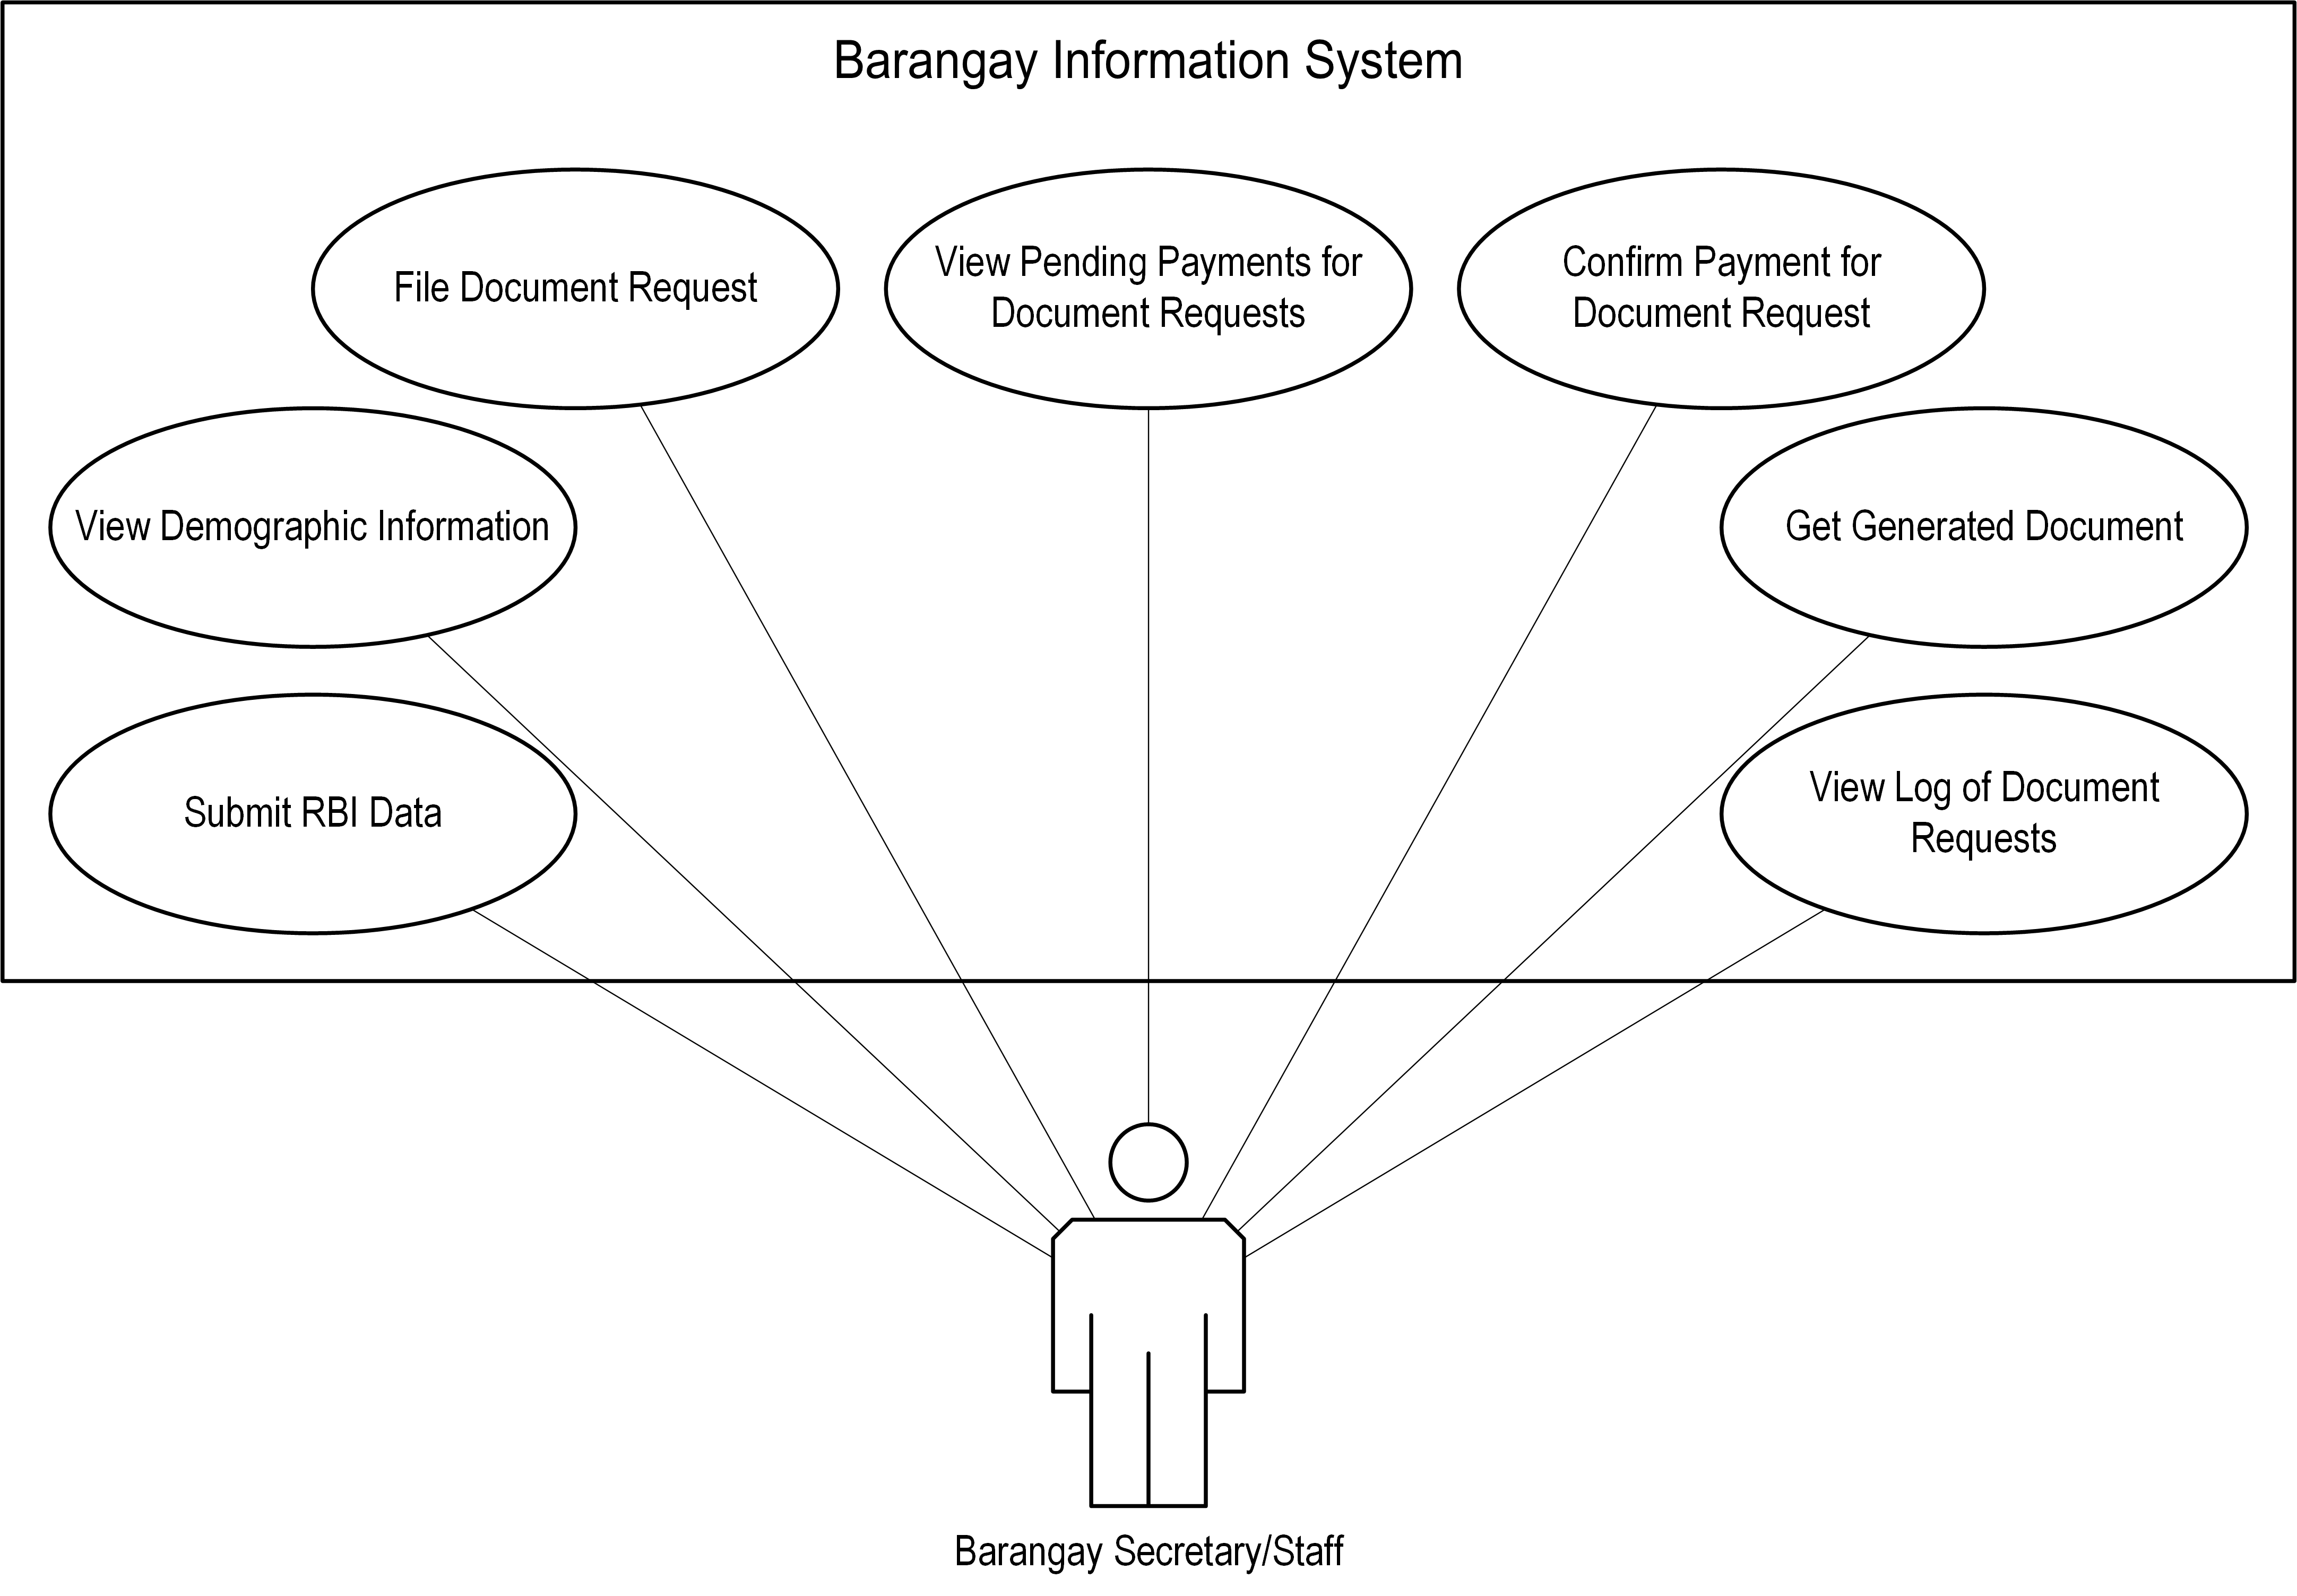 Barangay Information System
File Document Request
View Pending Payments for
Document Requests
Confirm Payment for
Document Request
View Demographic Information
Get Generated Document
Submit RBI Data
View Log of Document
Requests
Barangay Secretary/Staff